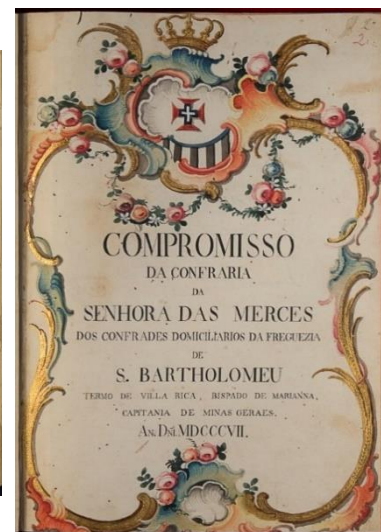 COMPROMISSO
DA CONFRARIA
DA
SENHORA DAS MERCES
DOS CONFRADES DOMICILIARIOS DA FREGUEZIA
DE
S. BARTHOLOMEU
TERMO DE VILLA RICA, BISPADO DE MARIANNA,
CAPITANIA DE MINAS GERAES.
AN. DNĪ. MDCCCVII.